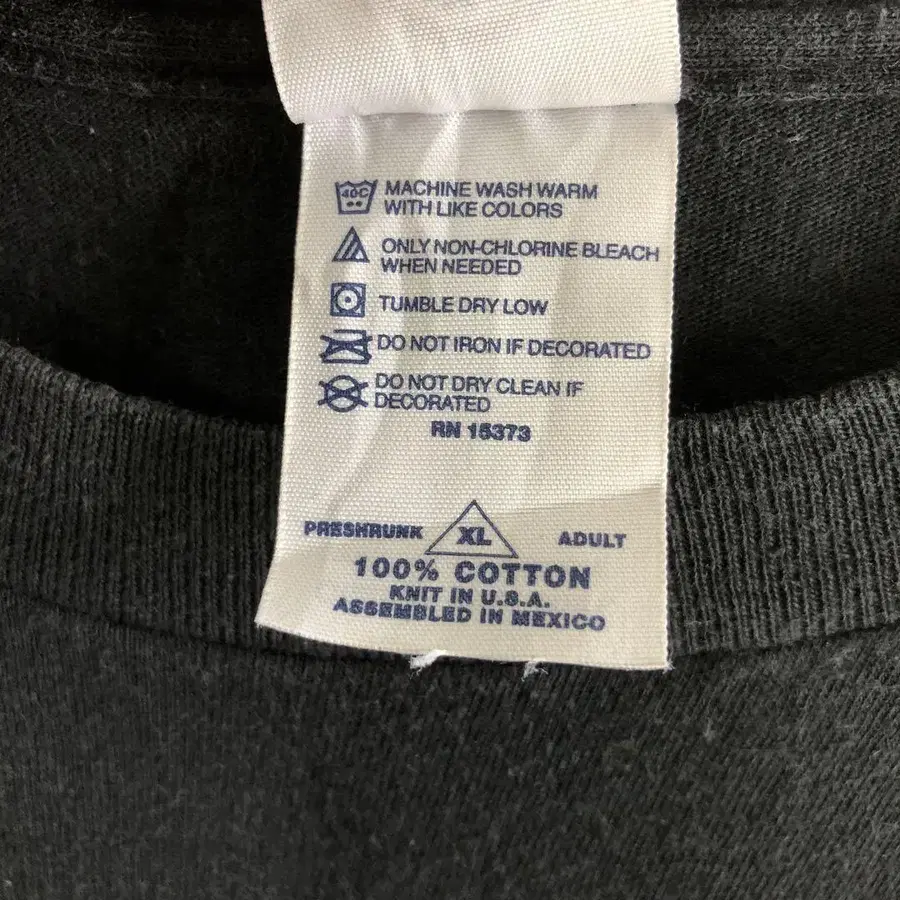 40C
MACHINE WASH WARM
WITH LIKE COLORS
ONLY NON-CHLORINE BLEACH
WHEN NEEDED
TUMBLE DRY LOW
DO NOT IRON IF DECORATED
DO NOT DRY CLEAN IF
DECORATED
RN 15373
PRESHRUNK XL ADULT
100% COTTON
KNIT IN U.S.A.
ASSEMBLED IN MEXICO